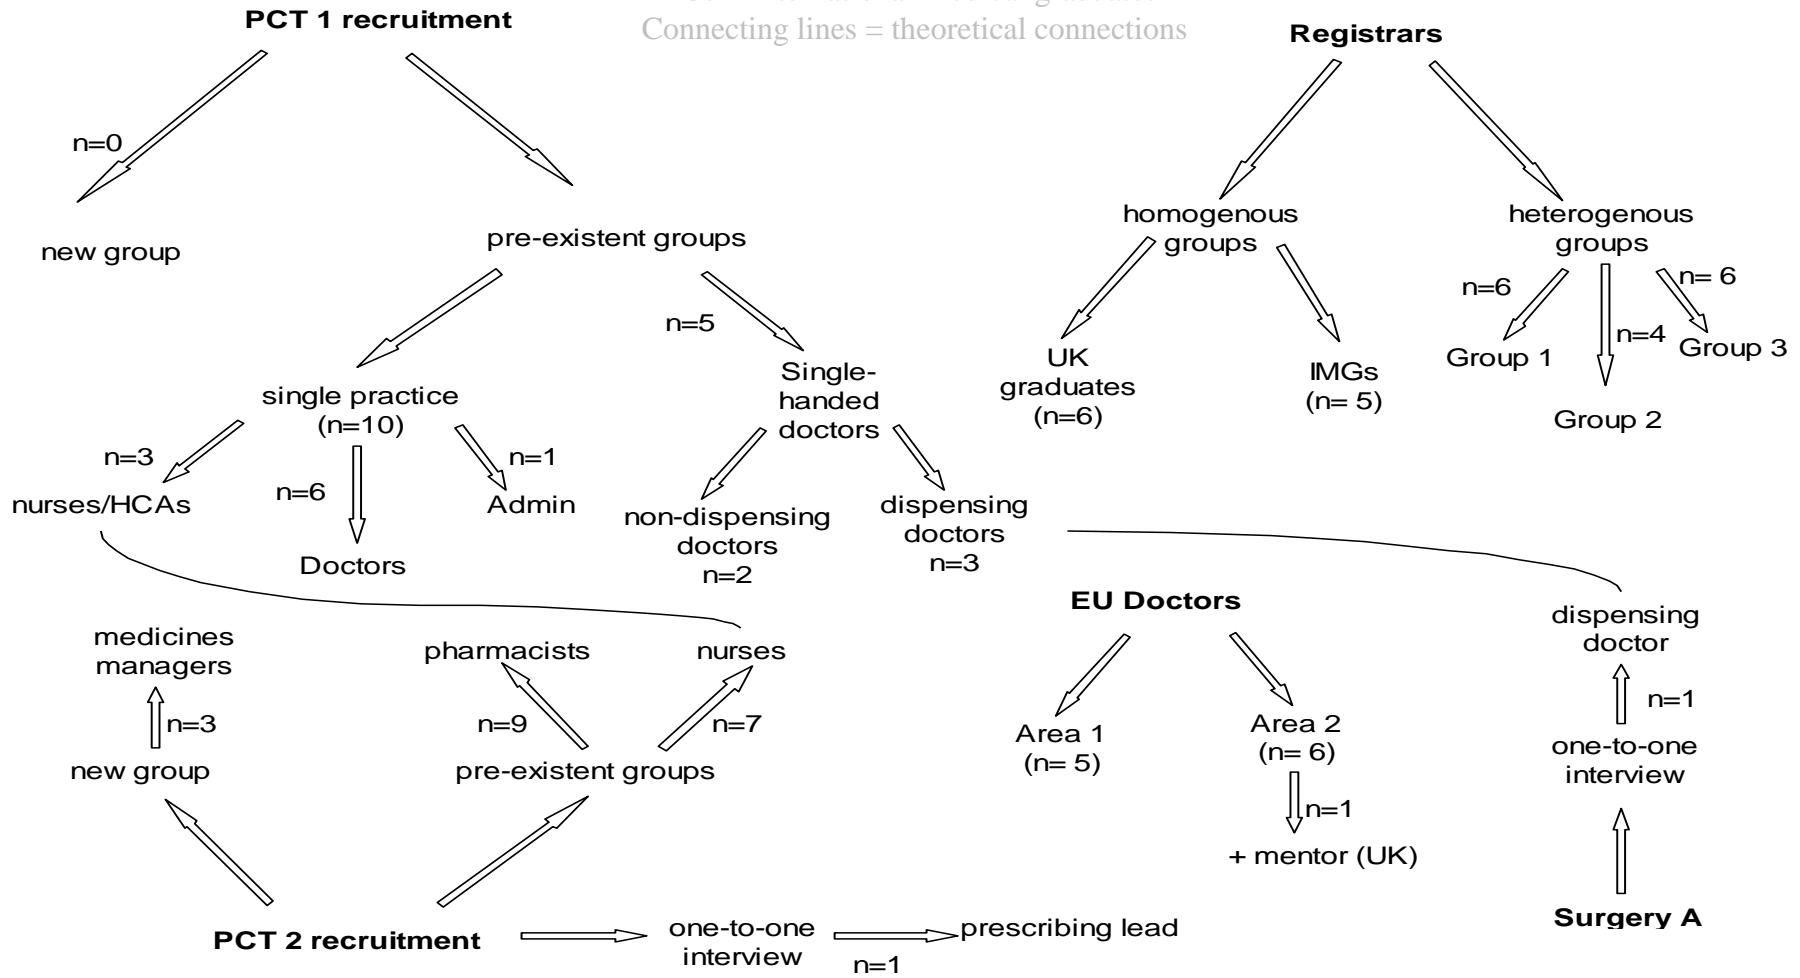 PCT 1 recruitment
Connecting lines = theoretical connections
Registrars
n=0
new group
pre-existent groups
n=5
single practice
(n=10)
Single-
handed
doctors
n=3
nurses/HCAs
n=6
Doctors
n=1
Admin
non-dispensing
doctors
n=2
dispensing
doctors
n=3
homogenous
groups
heterogenous
groups
UK
graduates
(n=6)
IMGs
(n= 5)
n=6
Group 1
n=4
Group 2
n= 6
Group 3
medicines
managers
n=3
new group
pharmacists
n=9
nurses
n=7
pre-existent groups
PCT 2 recruitment
one-to-one
interview
n=1
prescribing lead
EU Doctors
Area 1
(n= 5)
Area 2
(n= 6)
n=1
+ mentor (UK)
dispensing
doctor
n=1
one-to-one
interview
Surgery A